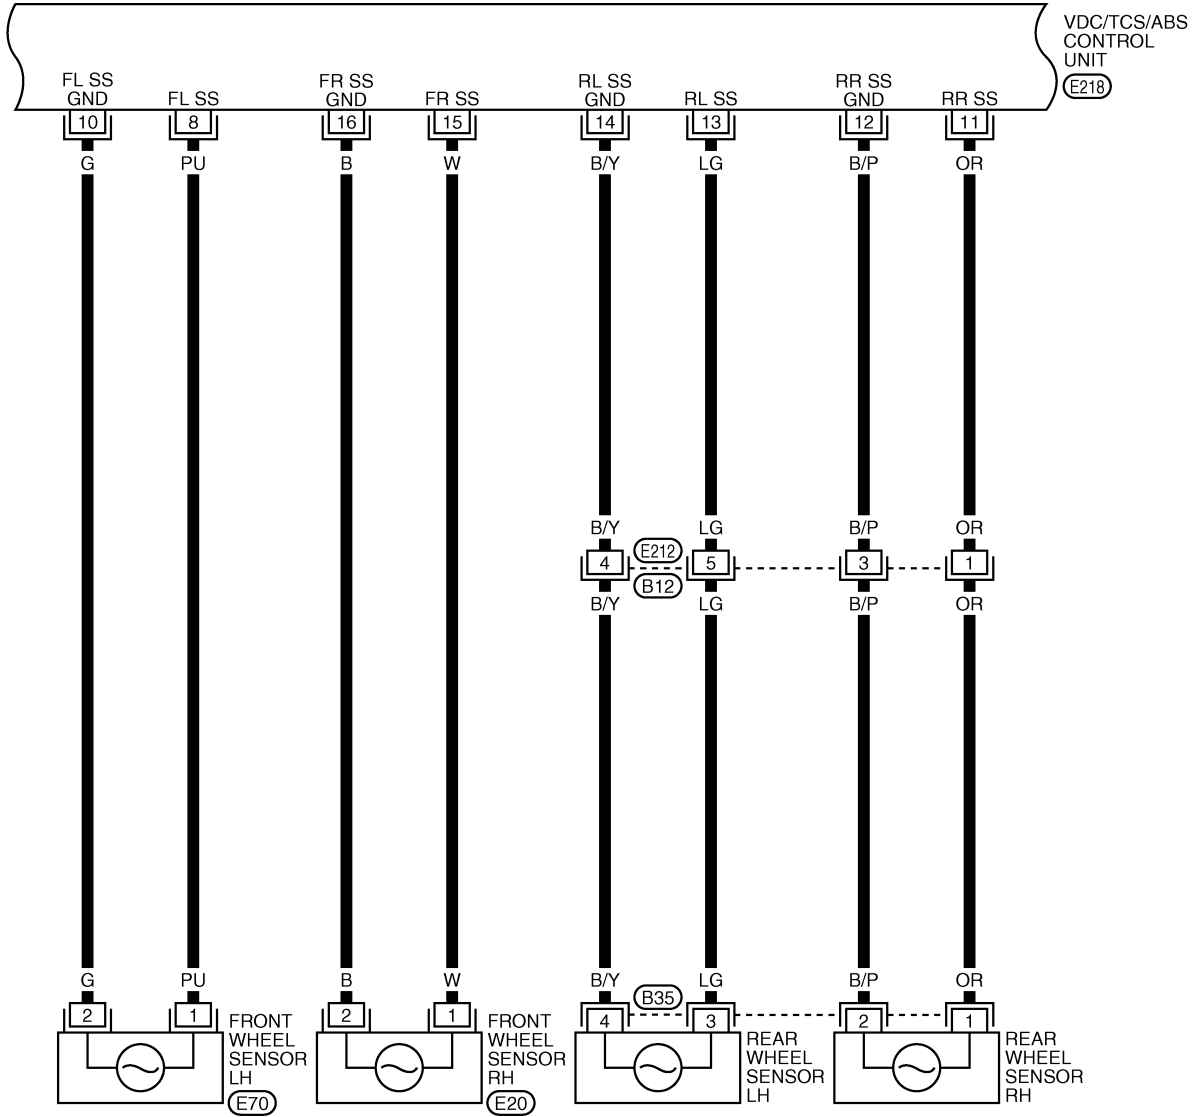 VDC/TCS/ABS
CONTROL
UNIT
E218
FL SS
GND
FL SS
FR SS
GND
FR SS
RL SS
GND
RL SS
RR SS
GND
RR SS
10 8 16 15 14 13 12 11
G PU B W B/Y LG B/P OR
B/Y LG B/P OR
E212
4 5 3 1
B12
B/Y LG B/P OR
G PU B W B/Y LG B/P OR
B35
2 1 2 1 4 3 2 1
FRONT
WHEEL
SENSOR
LH
E70
FRONT
WHEEL
SENSOR
RH
E20
REAR
WHEEL
SENSOR
LH
REAR
WHEEL
SENSOR
RH